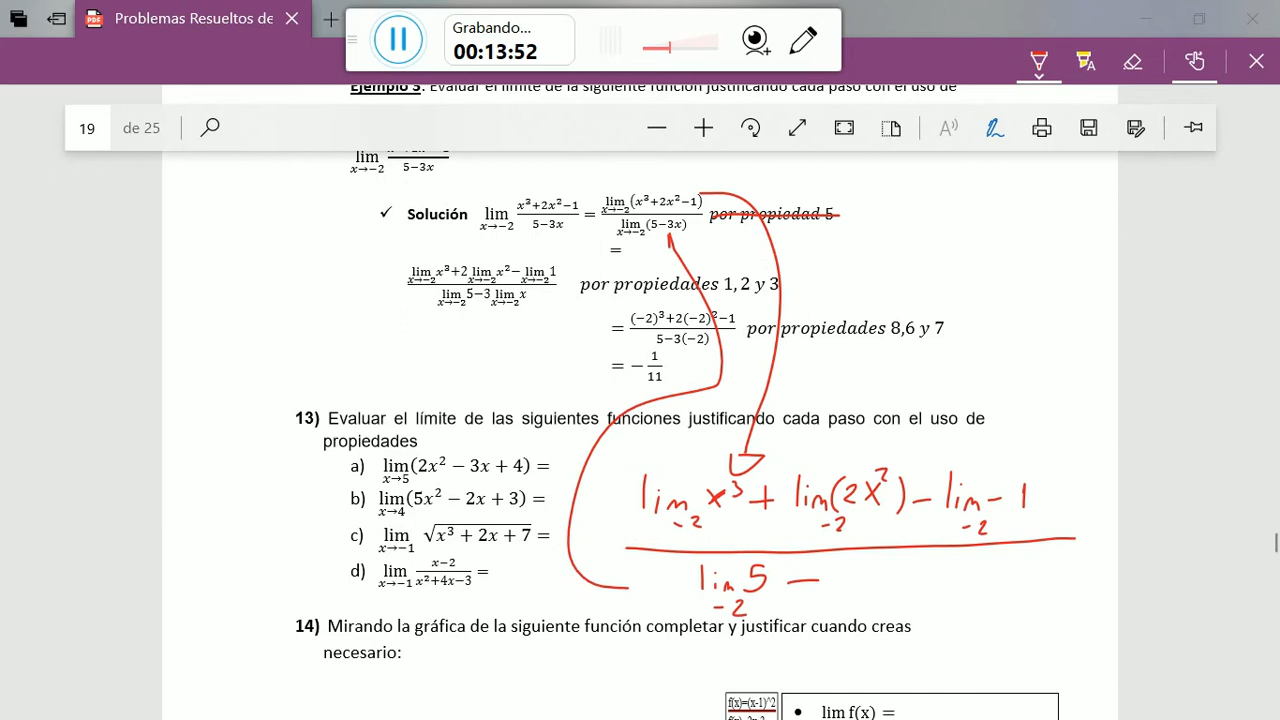 Problemas Resueltos de
Grabando...
00:13:52
Ejemplo 3: Evaluar el límite de la siguiente función justificando cada paso con el uso de
19 de 25
lim x→-2 5-3x
✓ Solución lim x→-2 x³+2x²-1 / 5-3x = lim x→-2 (x³+2x²-1) / lim x→-2 (5-3x) por propiedad 5
=
lim x→-2 x³+2 lim x→-2 x²- lim x→-2 1 / lim x→-2 5-3 lim x→-2 x por propiedades 1, 2 y 3
= (-2)³+2(-2)²-1 / 5-3(-2) por propiedades 8,6 y 7
= - 1/11
13) Evaluar el límite de las siguientes funciones justificando cada paso con el uso de
propiedades
a) lim x→5 (2x² − 3x + 4) =
b) lim x→4 (5x² − 2x + 3) =
c) lim x→-1 √x³ + 2x + 7 =
d) lim x→-1 x-2 / x²+4x-3 =
lim -2 x³ + lim -2 (2x²) - lim -2 - 1
lim -2 5 -
14) Mirando la gráfica de la siguiente función completar y justificar cuando creas
necesario:
f(x)=(x-1)^2
• lim f(x) =